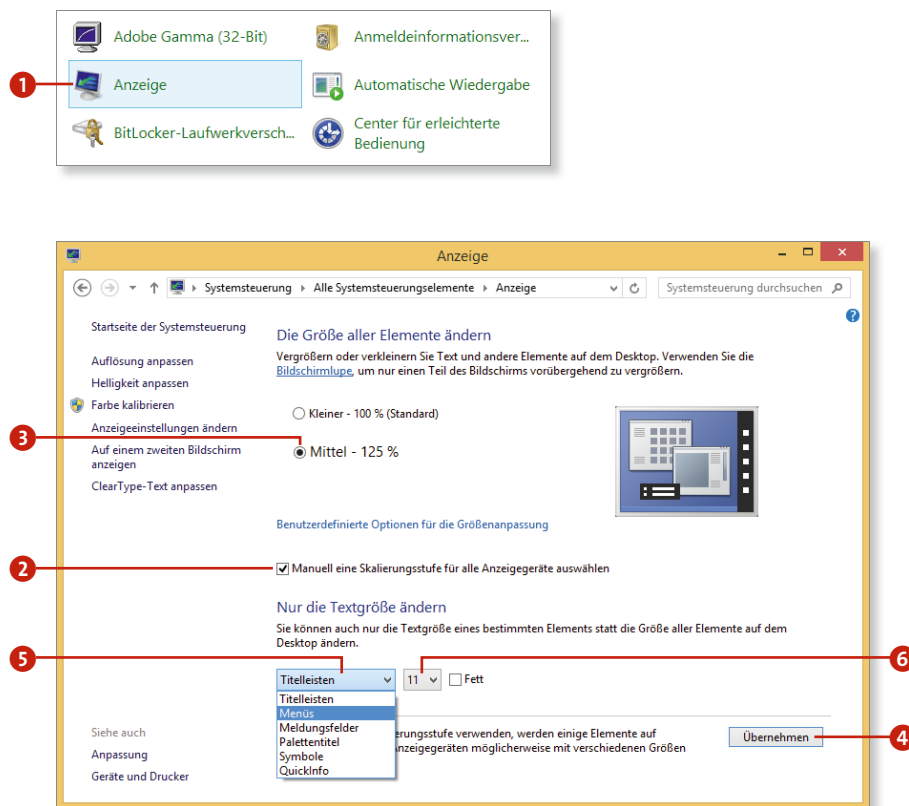 Adobe Gamma (32-Bit)
Anmeldeinformationsver...
1
Anzeige
Automatische Wiedergabe
BitLocker-Laufwerkversch...
Center für erleichterte
Bedienung
Anzeige
Systemsteuerung
Alle Systemsteuerungselemente
Anzeige
Systemsteuerung durchsuchen
Startseite der Systemsteuerung
Auflösung anpassen
Helligkeit anpassen
Farbe kalibrieren
Anzeigeeinstellungen ändern
Auf einem zweiten Bildschirm
anzeigen
ClearType-Text anpassen
?
Die Größe aller Elemente ändern
Vergrößern oder verkleinern Sie Text und andere Elemente auf dem Desktop. Verwenden Sie die
Bildschirmlupe, um nur einen Teil des Bildschirms vorübergehend zu vergrößern.
Kleiner - 100 % (Standard)
3
Mittel - 125 %
Benutzerdefinierte Optionen für die Größenanpassung
2
Manuell eine Skalierungsstufe für alle Anzeigegeräte auswählen
Nur die Textgröße ändern
Sie können auch nur die Textgröße eines bestimmten Elements statt die Größe aller Elemente auf dem
Desktop ändern.
5
6
Titelleisten
11
Fett
Titelleisten
Menüs
Meldungsfelder
Palettentitel
Symbole
QuickInfo
erungsstufe verwenden, werden einige Elemente auf
Anzeigegeräten möglicherweise mit verschiedenen Größen
Übernehmen
4
Siehe auch
Anpassung
Geräte und Drucker